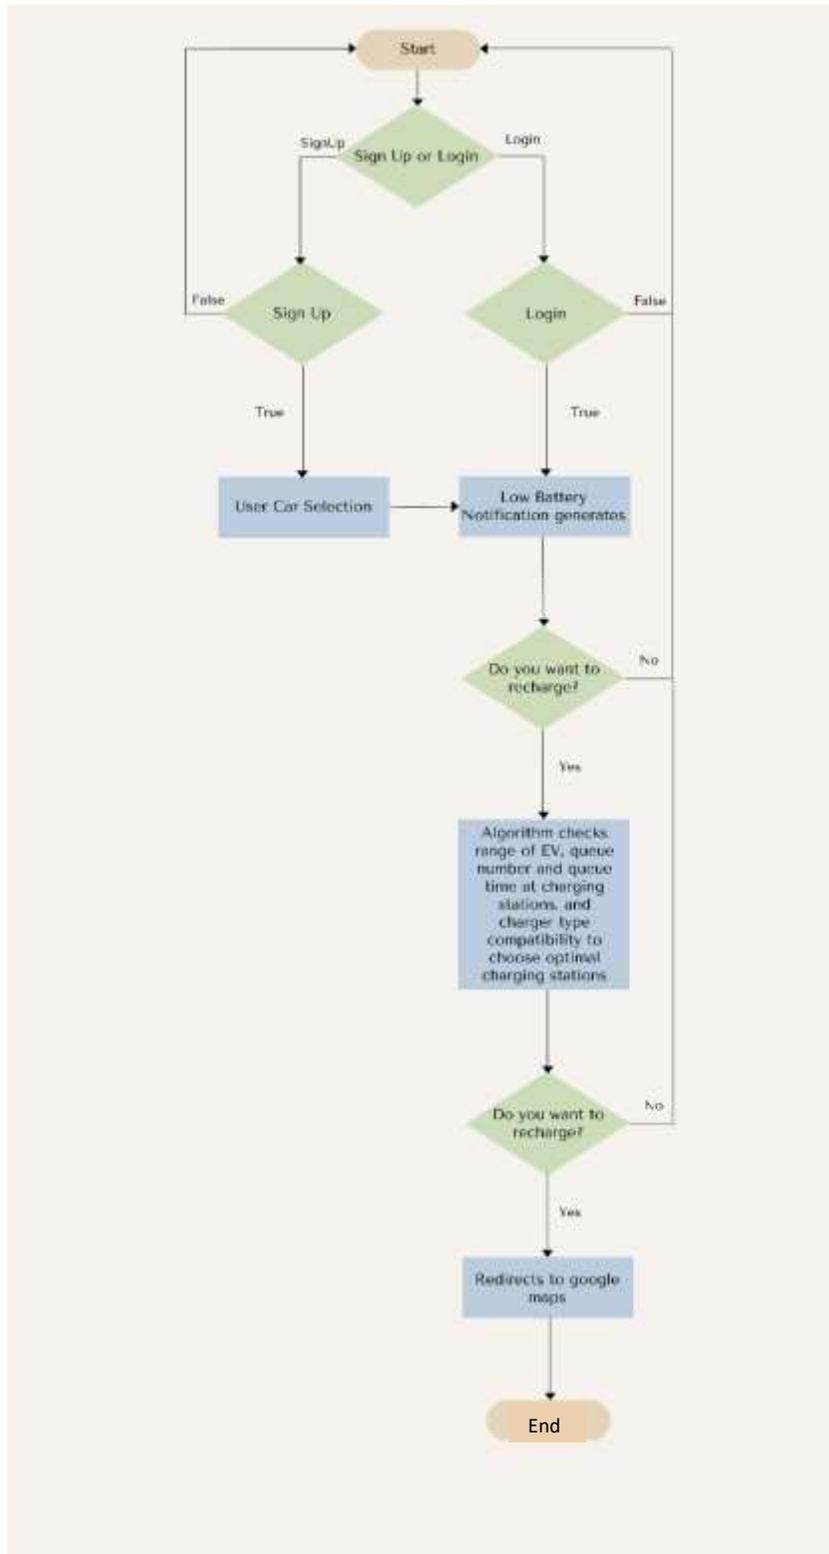 Start
SignUp
Sign Up or Login
Login
False
Sign Up
Login
False
True
True
User Car Selection
Low Battery
Notification generates
Do you want to
recharge?
No
Yes
Algorithm checks
range of EV, queue
number and queue
time at charging
stations, and
charger type
compatibility to
choose optimal
charging stations
Do you want to
recharge?
No
Yes
Redirects to google
maps
End